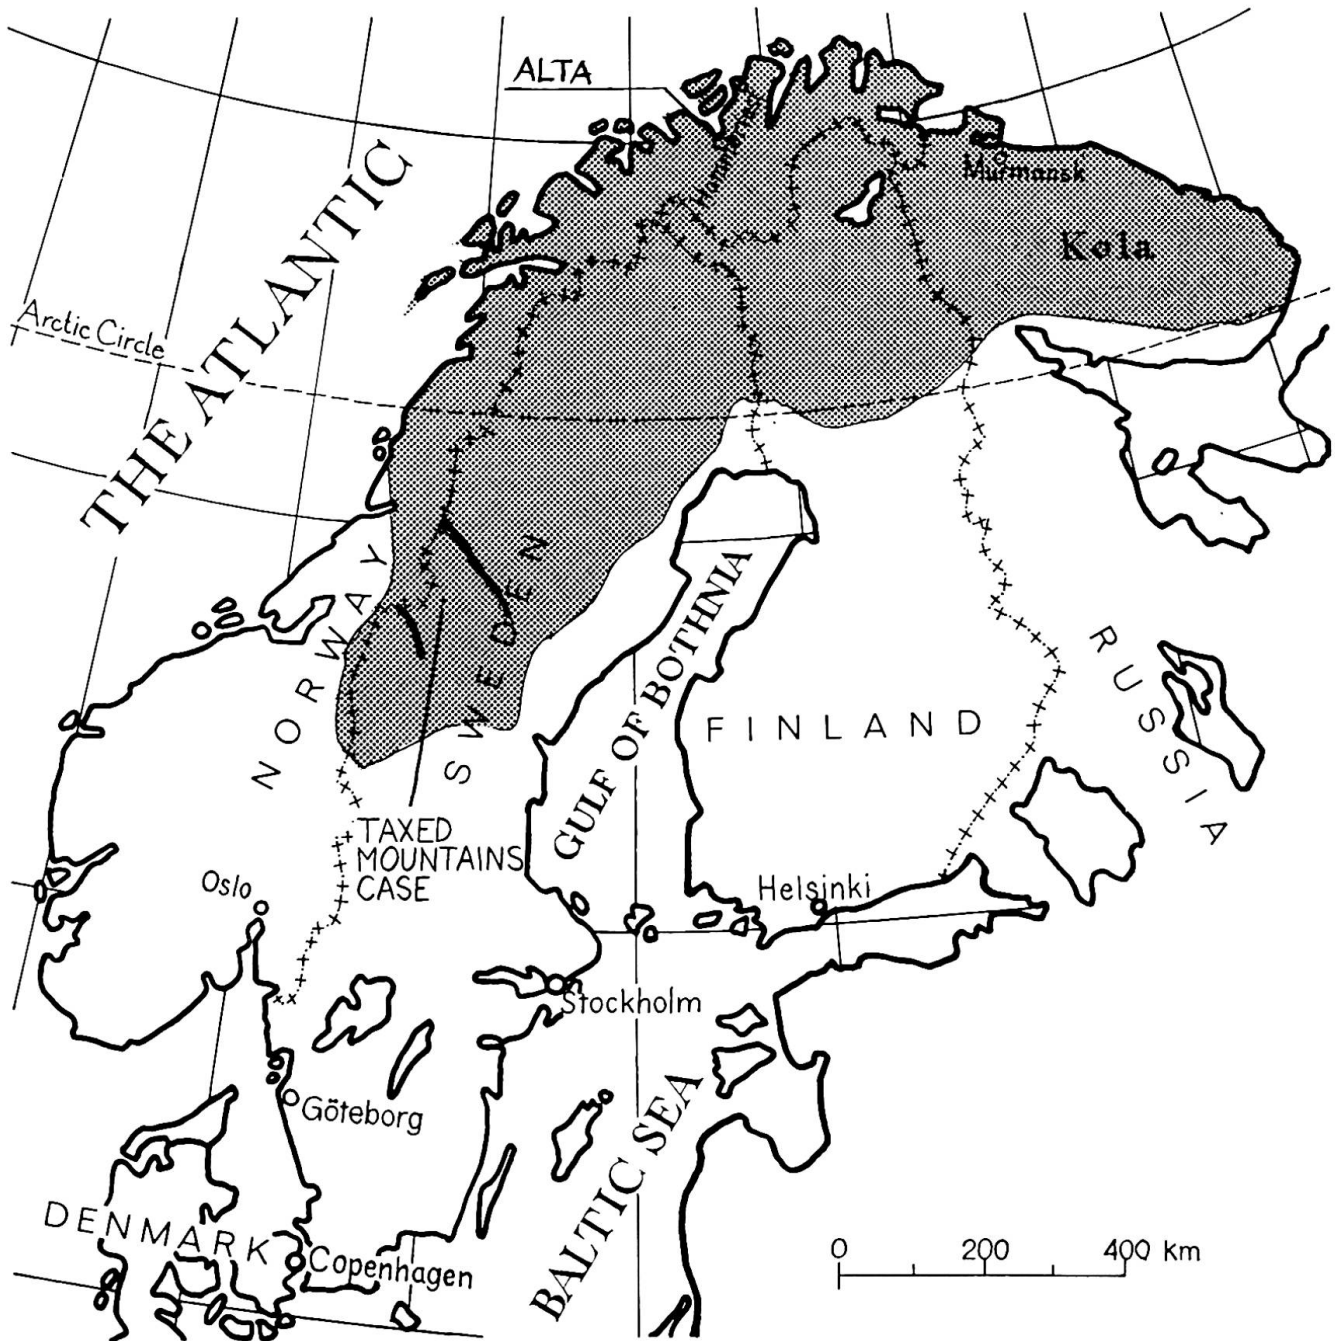 ALTA
Murmansk
Kola
THE ATLANTIC
Arctic Circle
NORWAY
SWEDEN
GULF OF BOTHNIA
FINLAND
RUSSIA
TAXED
MOUNTAINS
CASE
Oslo
Helsinki
Stockholm
Göteborg
BALTIC SEA
DENMARK
Copenhagen
0 200 400 km